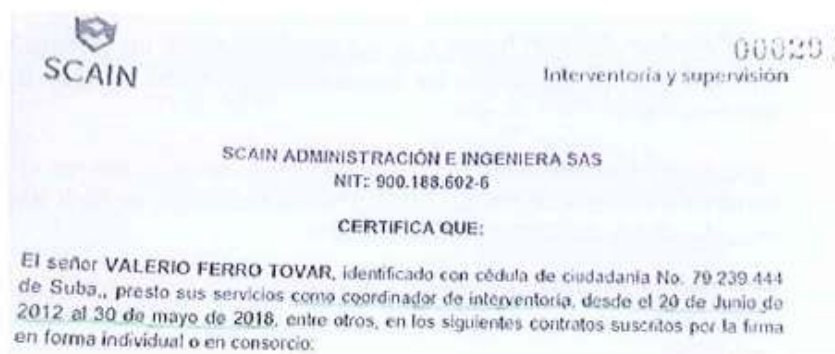 SCAIN
Interventoría y supervisión
SCAIN ADMINISTRACIÓN E INGENIERA SAS
NIT: 900.188.602-6
CERTIFICA QUE:
El señor VALERIO FERRO TOVAR, identificado con cédula de ciudadanía No. 79.239.444
de Suba., presto sus servicios como coordinador de interventoría, desde el 20 de Junio de
2012 al 30 de mayo de 2018, entre otros, en los siguientes contratos suscritos por la firma
en forma individual o en consorcio: